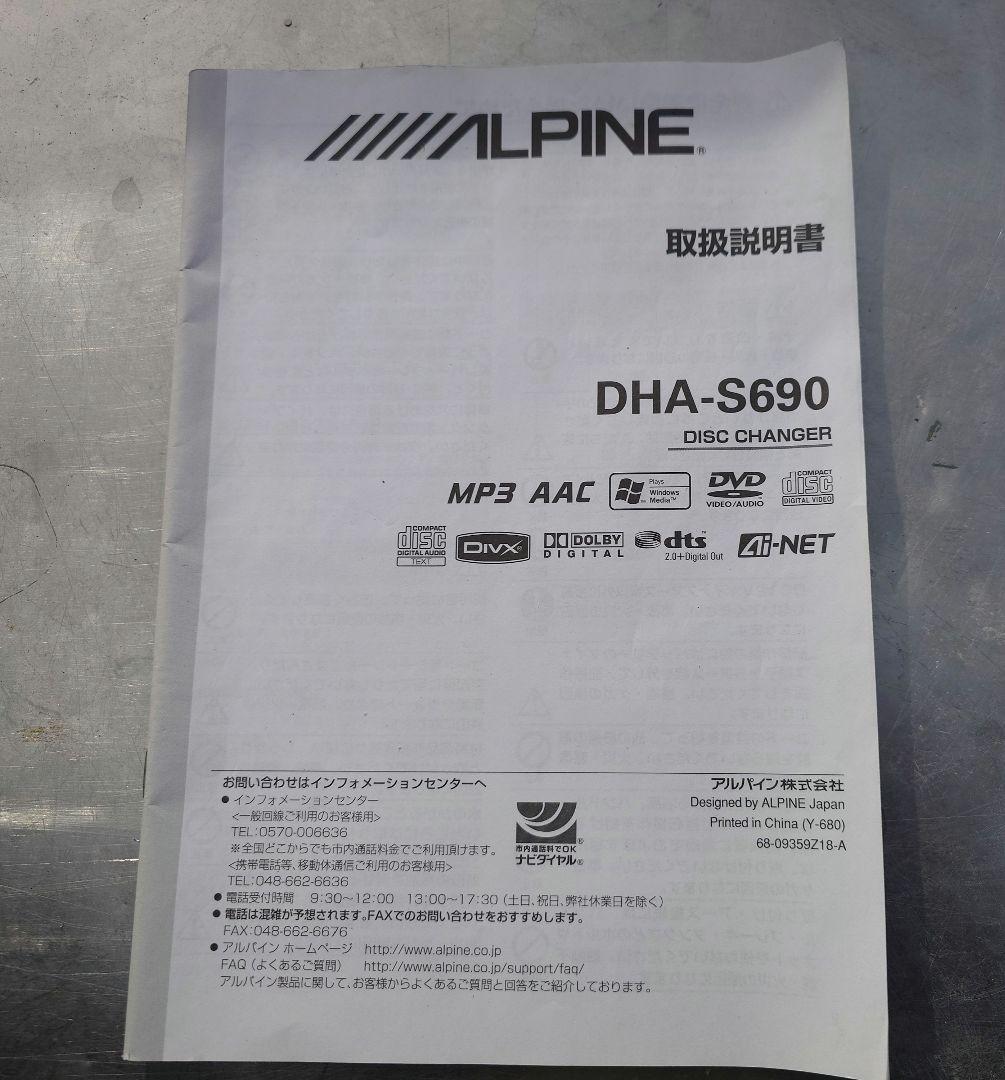 ALPINE®
取扱説明書
DHA-S690
DISC CHANGER
MP3 AAC Plays Windows Media™ DVD VIDEO/AUDIO COMPACT disc DIGITAL VIDEO
COMPACT disc DIGITAL AUDIO TEXT DIVX® DOLBY DIGITAL dts™ 2.0+Digital Out Ai-NET
お問い合わせはインフォメーションセンターへ
● インフォメーションセンター
<一般回線ご利用のお客様用>
TEL:0570-006636
※全国どこからでも市内通話料金でご利用頂けます。
<携帯電話等、移動体通信ご利用のお客様用>
TEL:048-662-6636
● 電話受付時間 9:30～12:00 13:00～17:30 (土日、祝日、弊社休業日を除く)
● 電話は混雑が予想されます。FAXでのお問い合わせをおすすめします。
FAX:048-662-6676
● アルパイン ホームページ http://www.alpine.co.jp
FAQ (よくあるご質問) http://www.alpine.co.jp/support/faq/
アルパイン製品に関して、お客様からよくあるご質問と回答をご紹介しております。
市内通話料でOK
ナビダイヤル®
アルパイン株式会社
Designed by ALPINE Japan
Printed in China (Y-680)
68-09359Z18-A